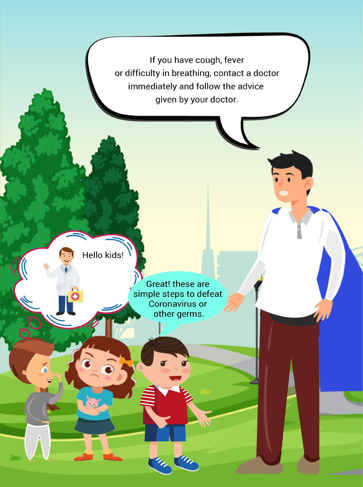 If you have cough, fever
or difficulty in breathing, contact a doctor
immediately and follow the advice
given by your doctor.
Hello kids!
Great! these are
simple steps to defeat
Coronavirus or
other germs.